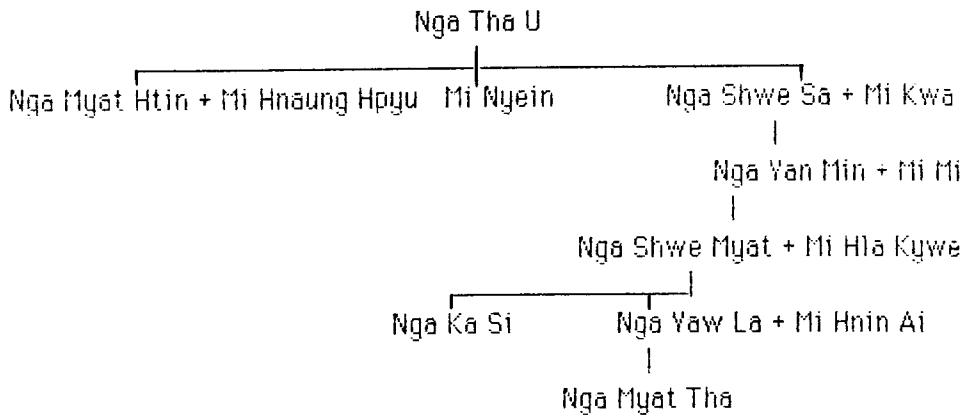 Nga Tha U
Nga Myat Htin + Mi Hnaung Hpyu Mi Nyein Nga Shwe Sa + Mi Kwa
Nga Yan Min + Mi Mi
Nga Shwe Myat + Mi Hla Kywe
Nga Ka Si Nga Yaw La + Mi Hnin Ai
Nga Myat Tha